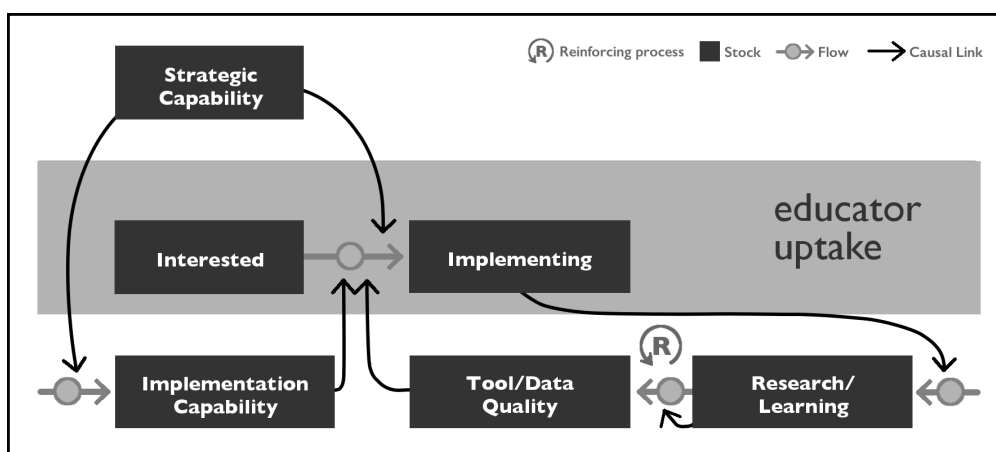 R Reinforcing process Stock Flow Causal Link
Strategic
Capability
educator
uptake
Interested
Implementing
R
Implementation
Capability
Tool/Data
Quality
Research/
Learning